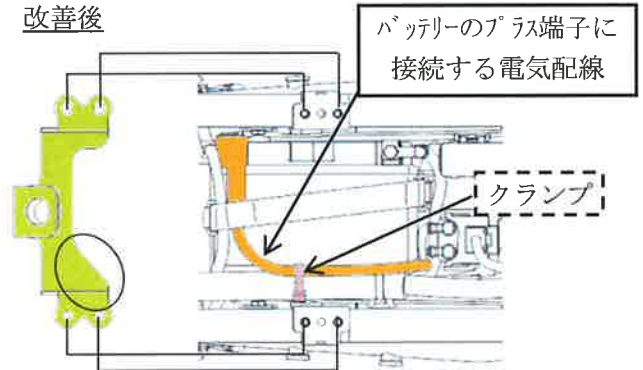 改善後
バッテリーのプラス端子に
接続する電気配線
クランプ